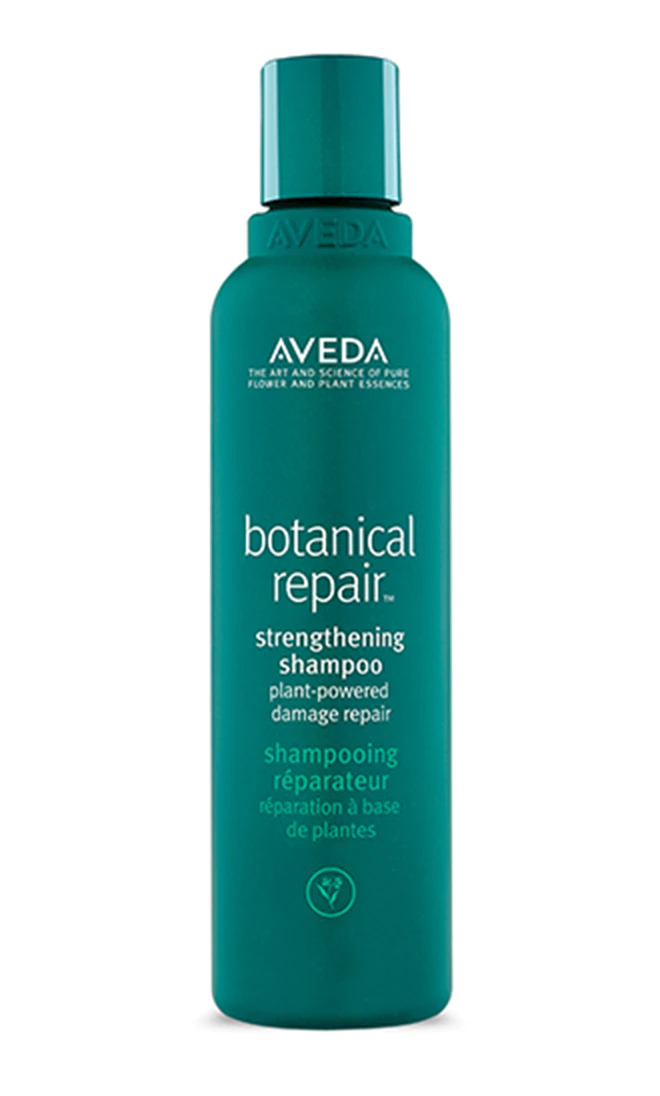 AVEDA
AVEDA
THE ART AND SCIENCE OF PURE
FLOWER AND PLANT ESSENCES
botanical
repair™
strengthening
shampoo
plant-powered
damage repair
shampooing
réparateur
réparation à base
de plantes